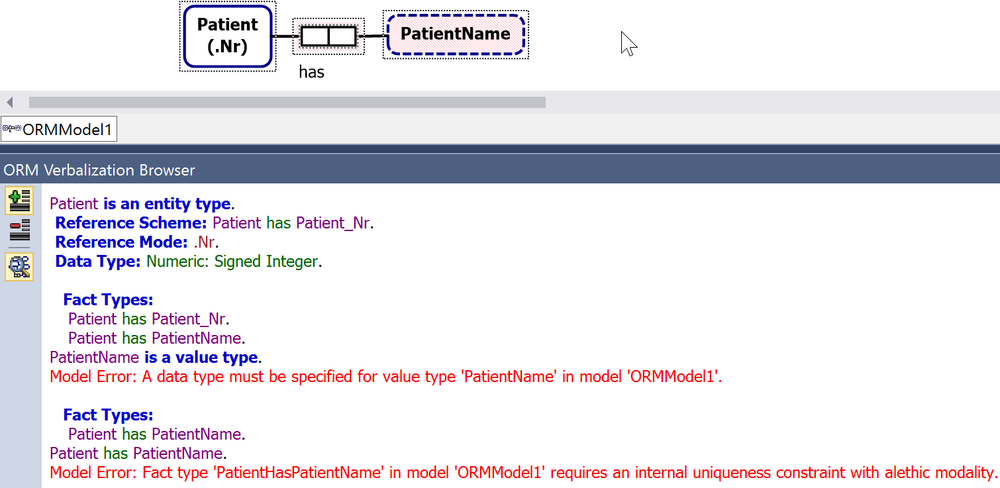 Patient
(.Nr)
PatientName
has
ORMModel1
ORM Verbalization Browser
Patient is an entity type.
Reference Scheme: Patient has Patient_Nr.
Reference Mode: .Nr.
Data Type: Numeric: Signed Integer.
Fact Types:
Patient has Patient_Nr.
Patient has PatientName.
PatientName is a value type.
Model Error: A data type must be specified for value type 'PatientName' in model 'ORMModel1'.
Fact Types:
Patient has PatientName.
Patient has PatientName.
Model Error: Fact type 'PatientHasPatientName' in model 'ORMModel1' requires an internal uniqueness constraint with alethic modality.